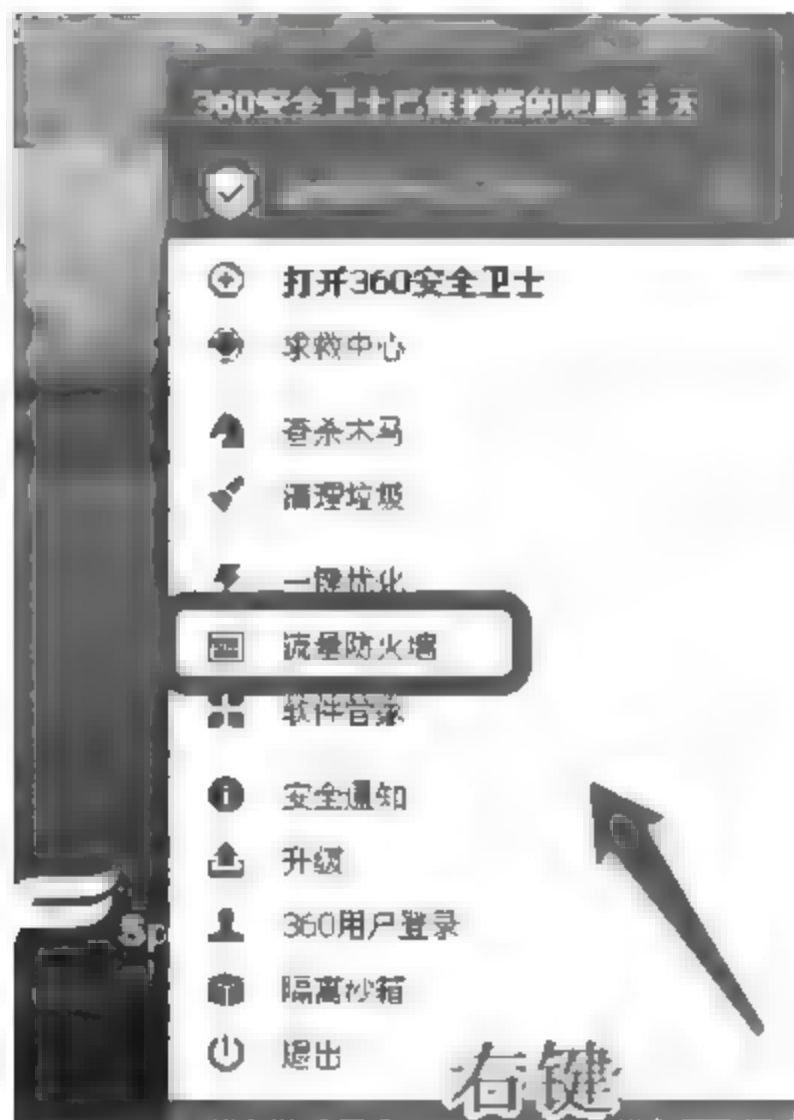 360安全卫士已保护您的电脑 3 天
打开360安全卫士
求救中心
查杀木马
清理垃圾
一键优化
流量防火墙
软件管家
安全通知
升级
Sp
360用户登录
隔离沙箱
退出
右键